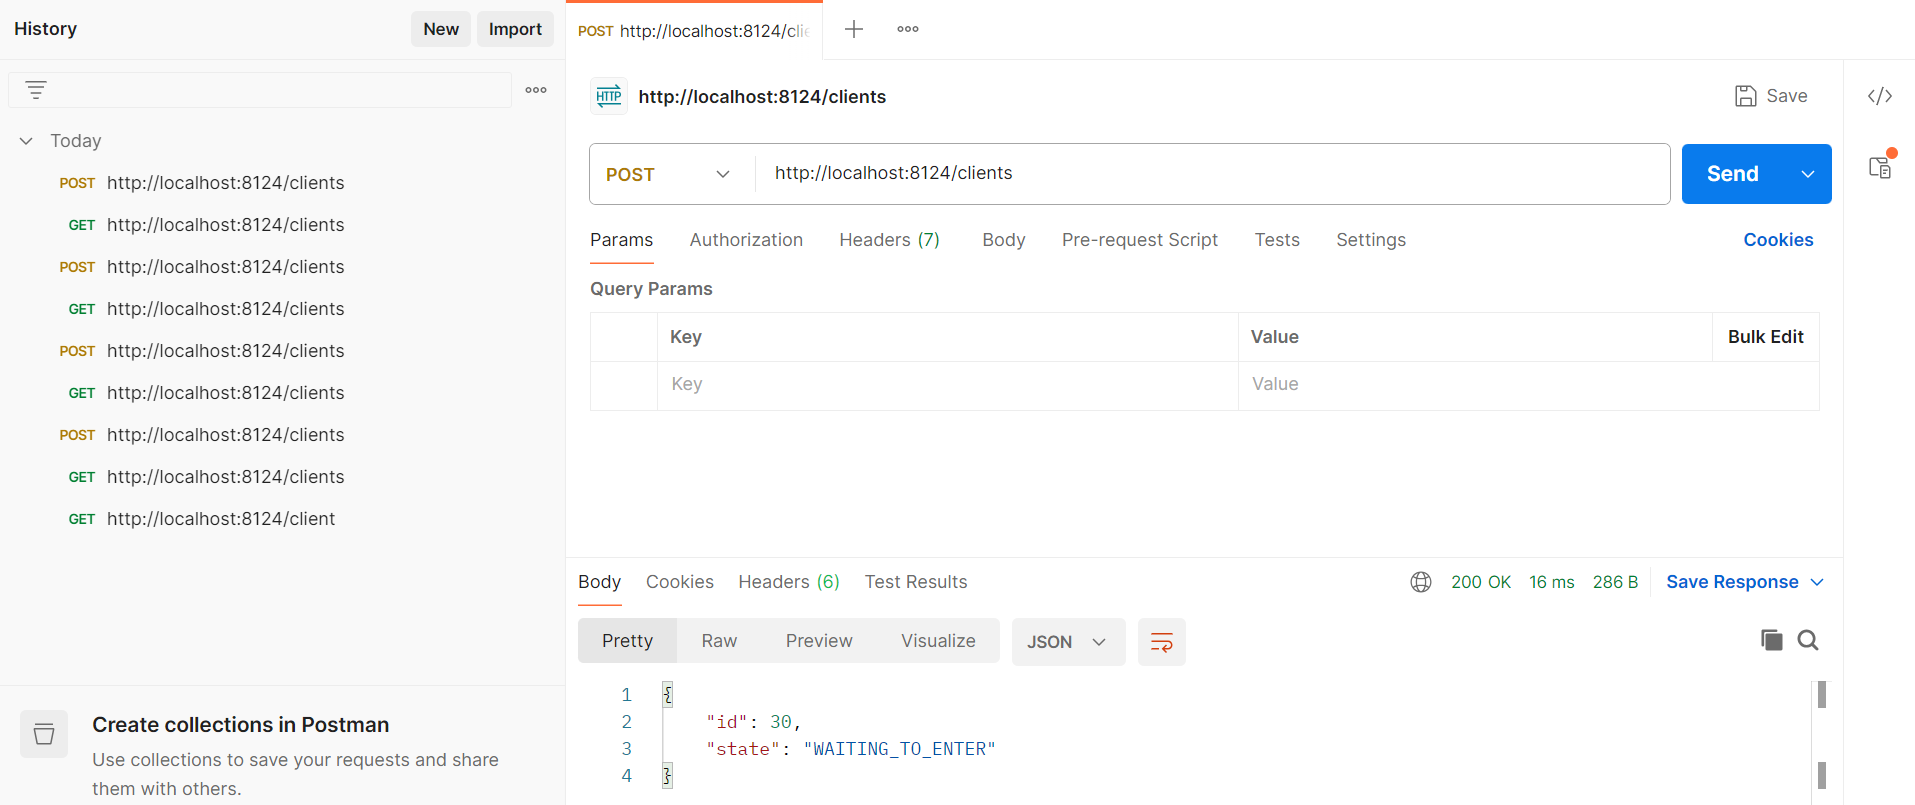 History
New
Import
Today
POST http://localhost:8124/clients
GET http://localhost:8124/clients
POST http://localhost:8124/clients
GET http://localhost:8124/clients
POST http://localhost:8124/clients
GET http://localhost:8124/clients
POST http://localhost:8124/clients
GET http://localhost:8124/clients
GET http://localhost:8124/client
Create collections in Postman
Use collections to save your requests and share
them with others.
POST http://localhost:8124/clie
HTTP http://localhost:8124/clients
Save
POST http://localhost:8124/clients
Send
Params Authorization Headers (7) Body Pre-request Script Tests Settings Cookies
Query Params
Key Value Bulk Edit
Key Value
Body Cookies Headers (6) Test Results 200 OK 16 ms 286 B Save Response
Pretty Raw Preview Visualize JSON
1 {
2 "id": 30,
3 "state": "WAITING_TO_ENTER"
4 }